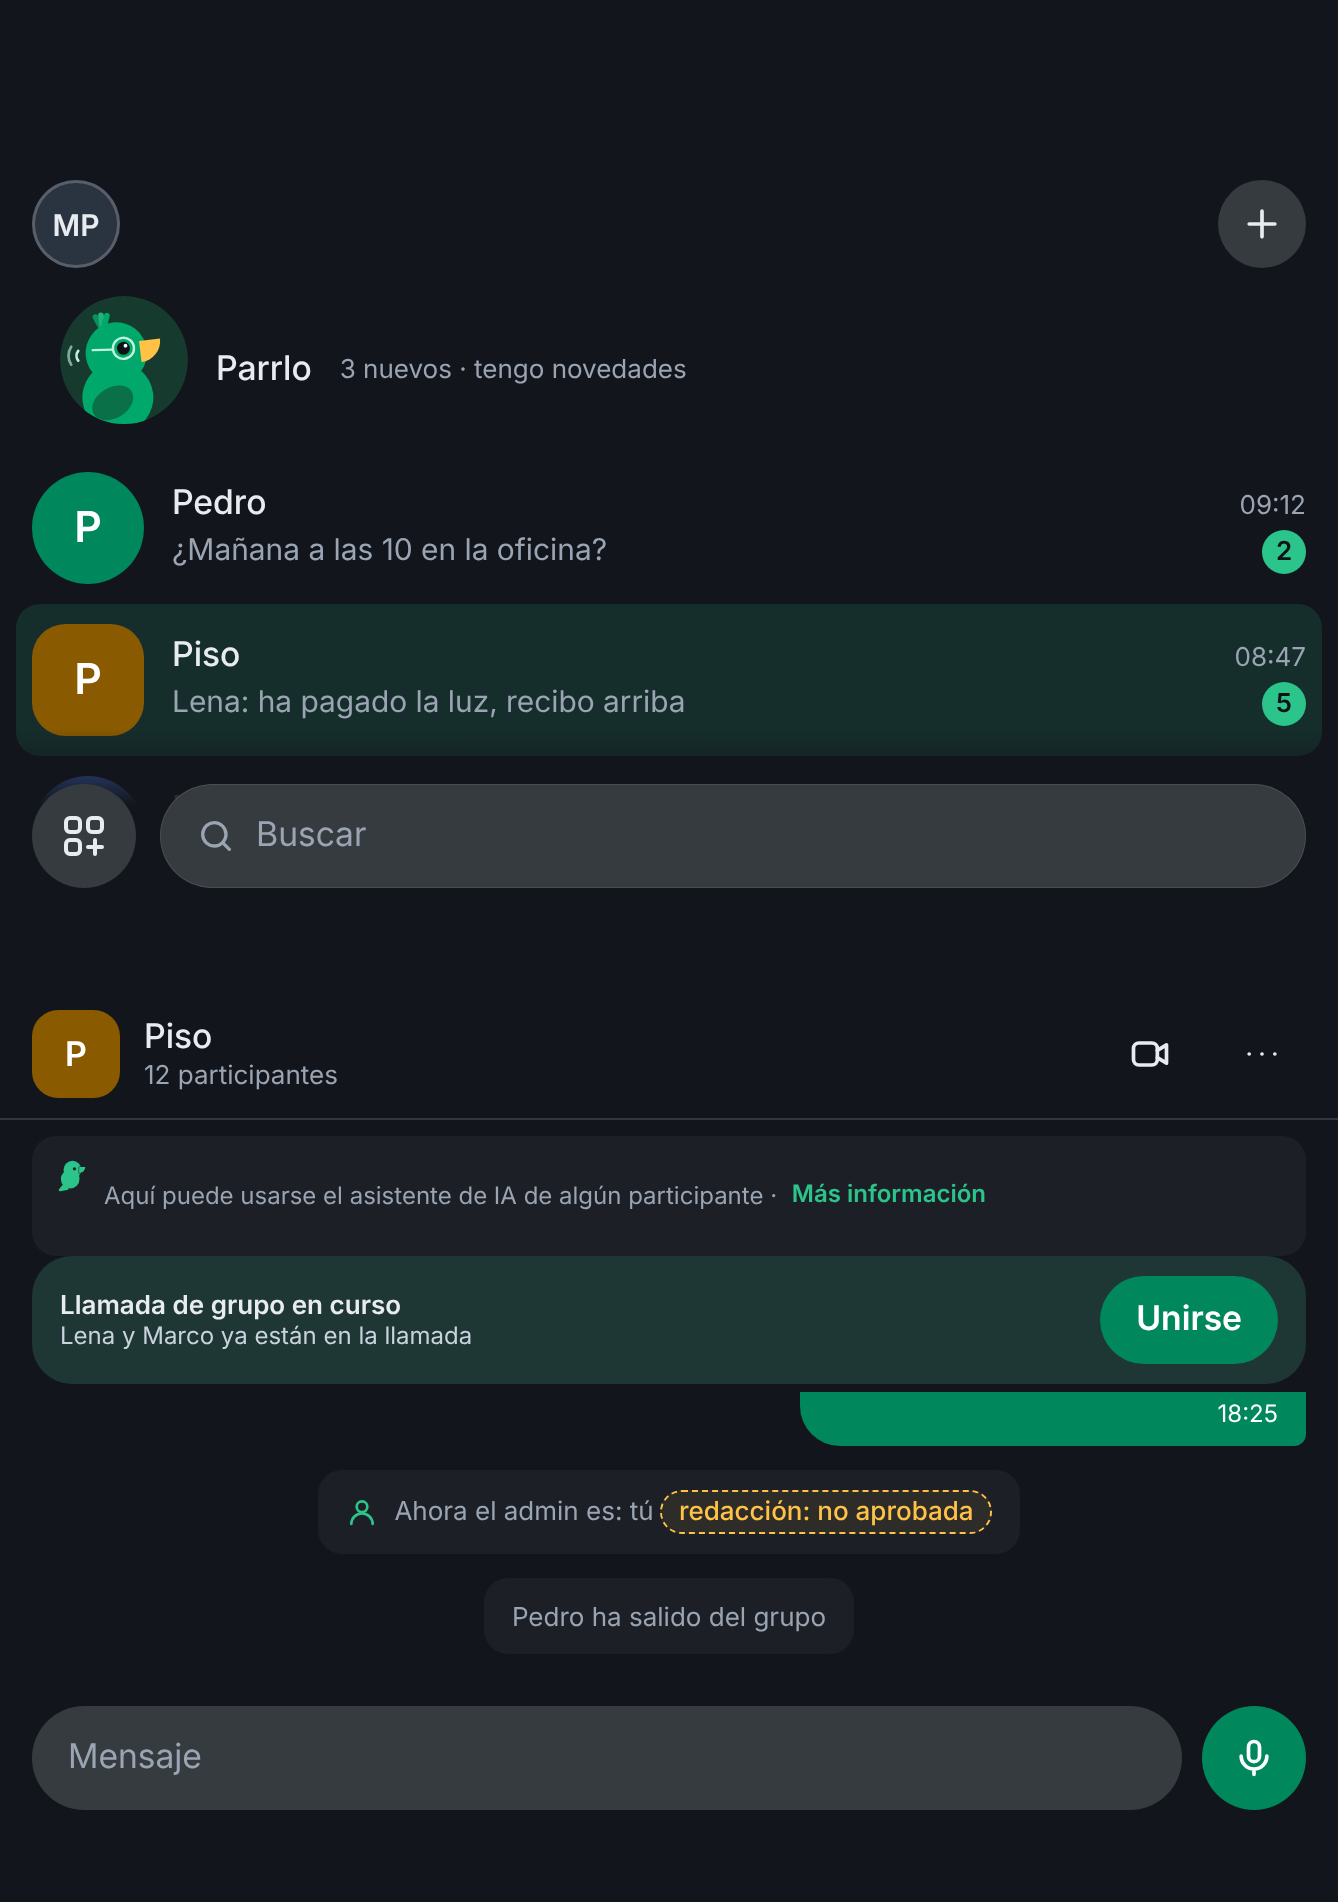 MP
Parrlo 3 nuevos · tengo novedades
P
Pedro
09:12
¿Mañana a las 10 en la oficina?
2
P
Piso
08:47
Lena: ha pagado la luz, recibo arriba
5
Buscar
P
Piso
12 participantes
Aquí puede usarse el asistente de IA de algún participante · Más información
Llamada de grupo en curso
Lena y Marco ya están en la llamada
Unirse
18:25
Ahora el admin es: tú redacción: no aprobada
Pedro ha salido del grupo
Mensaje